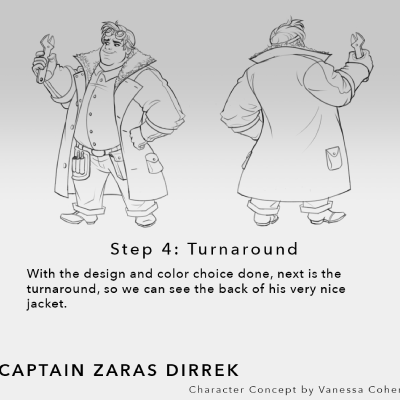 Step 4: Turnaround
With the design and color choice done, next is the
turnaround, so we can see the back of his very nice
jacket.
CAPTAIN ZARAS DIRREK
Character Concept by Vanessa Cohen